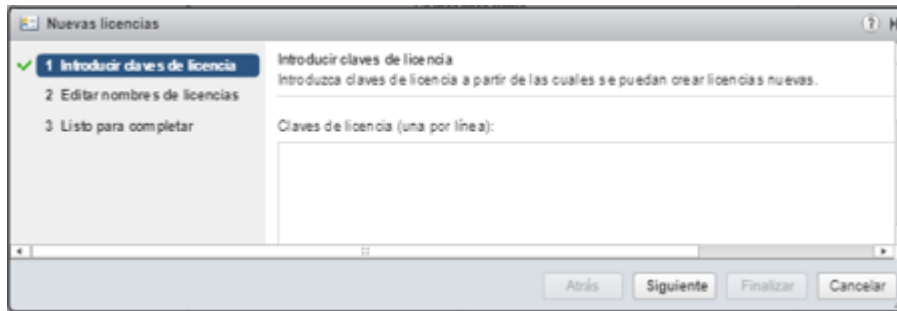 Nuevas licencias
1 Introducir claves de licencia
2 Editar nombres de licencias
3 Listo para completar
Introducir claves de licencia
Introduzca claves de licencia a partir de las cuales se puedan crear licencias nuevas.
Claves de licencia (una por línea):
Atrás
Siguiente
Finalizar
Cancelar